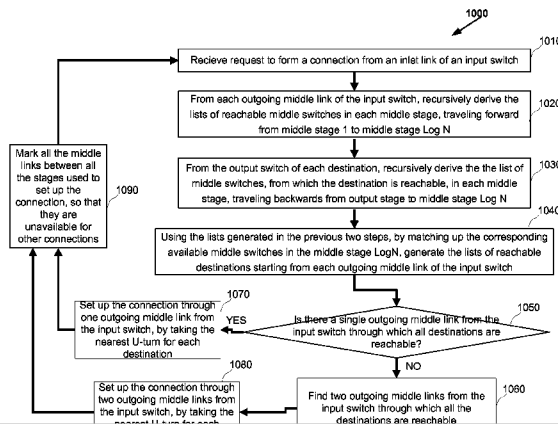 1000
1010
Recieve request to form a connection from an inlet link of an input switch
1020
From each outgoing middle link of the input switch, recursively derive the
lists of reachable middle switches in each middle stage, traveling forward
from middle stage 1 to middle stage Log N
1030
From the output switch of each destination, recursively derive the the list of
middle switches, from which the destination is reachable, in each middle
stage, traveling backwards from output stage to middle stage Log N
1040
Using the lists generated in the previous two steps, by matching up the corresponding
available middle switches in the middle stage LogN, generate the lists of reachable
destinations starting from each outgoing middle link of the input switch
1050
Is there a single outgoing middle link from the
input switch through which all destinations are
reachable?
YES
NO
1060
Find two outgoing middle links from the
input switch through which all the
destinations are reachable
1070
Set up the connection through
one outgoing middle link from
the input switch, by taking the
nearest U-turn for each
destination
1080
Set up the connection through
two outgoing middle links from
the input switch, by taking the
nearest U-turn for each
1090
Mark all the middle
links between all
the stages used to
set up the
connection, so that
they are
unavailable for
other connections